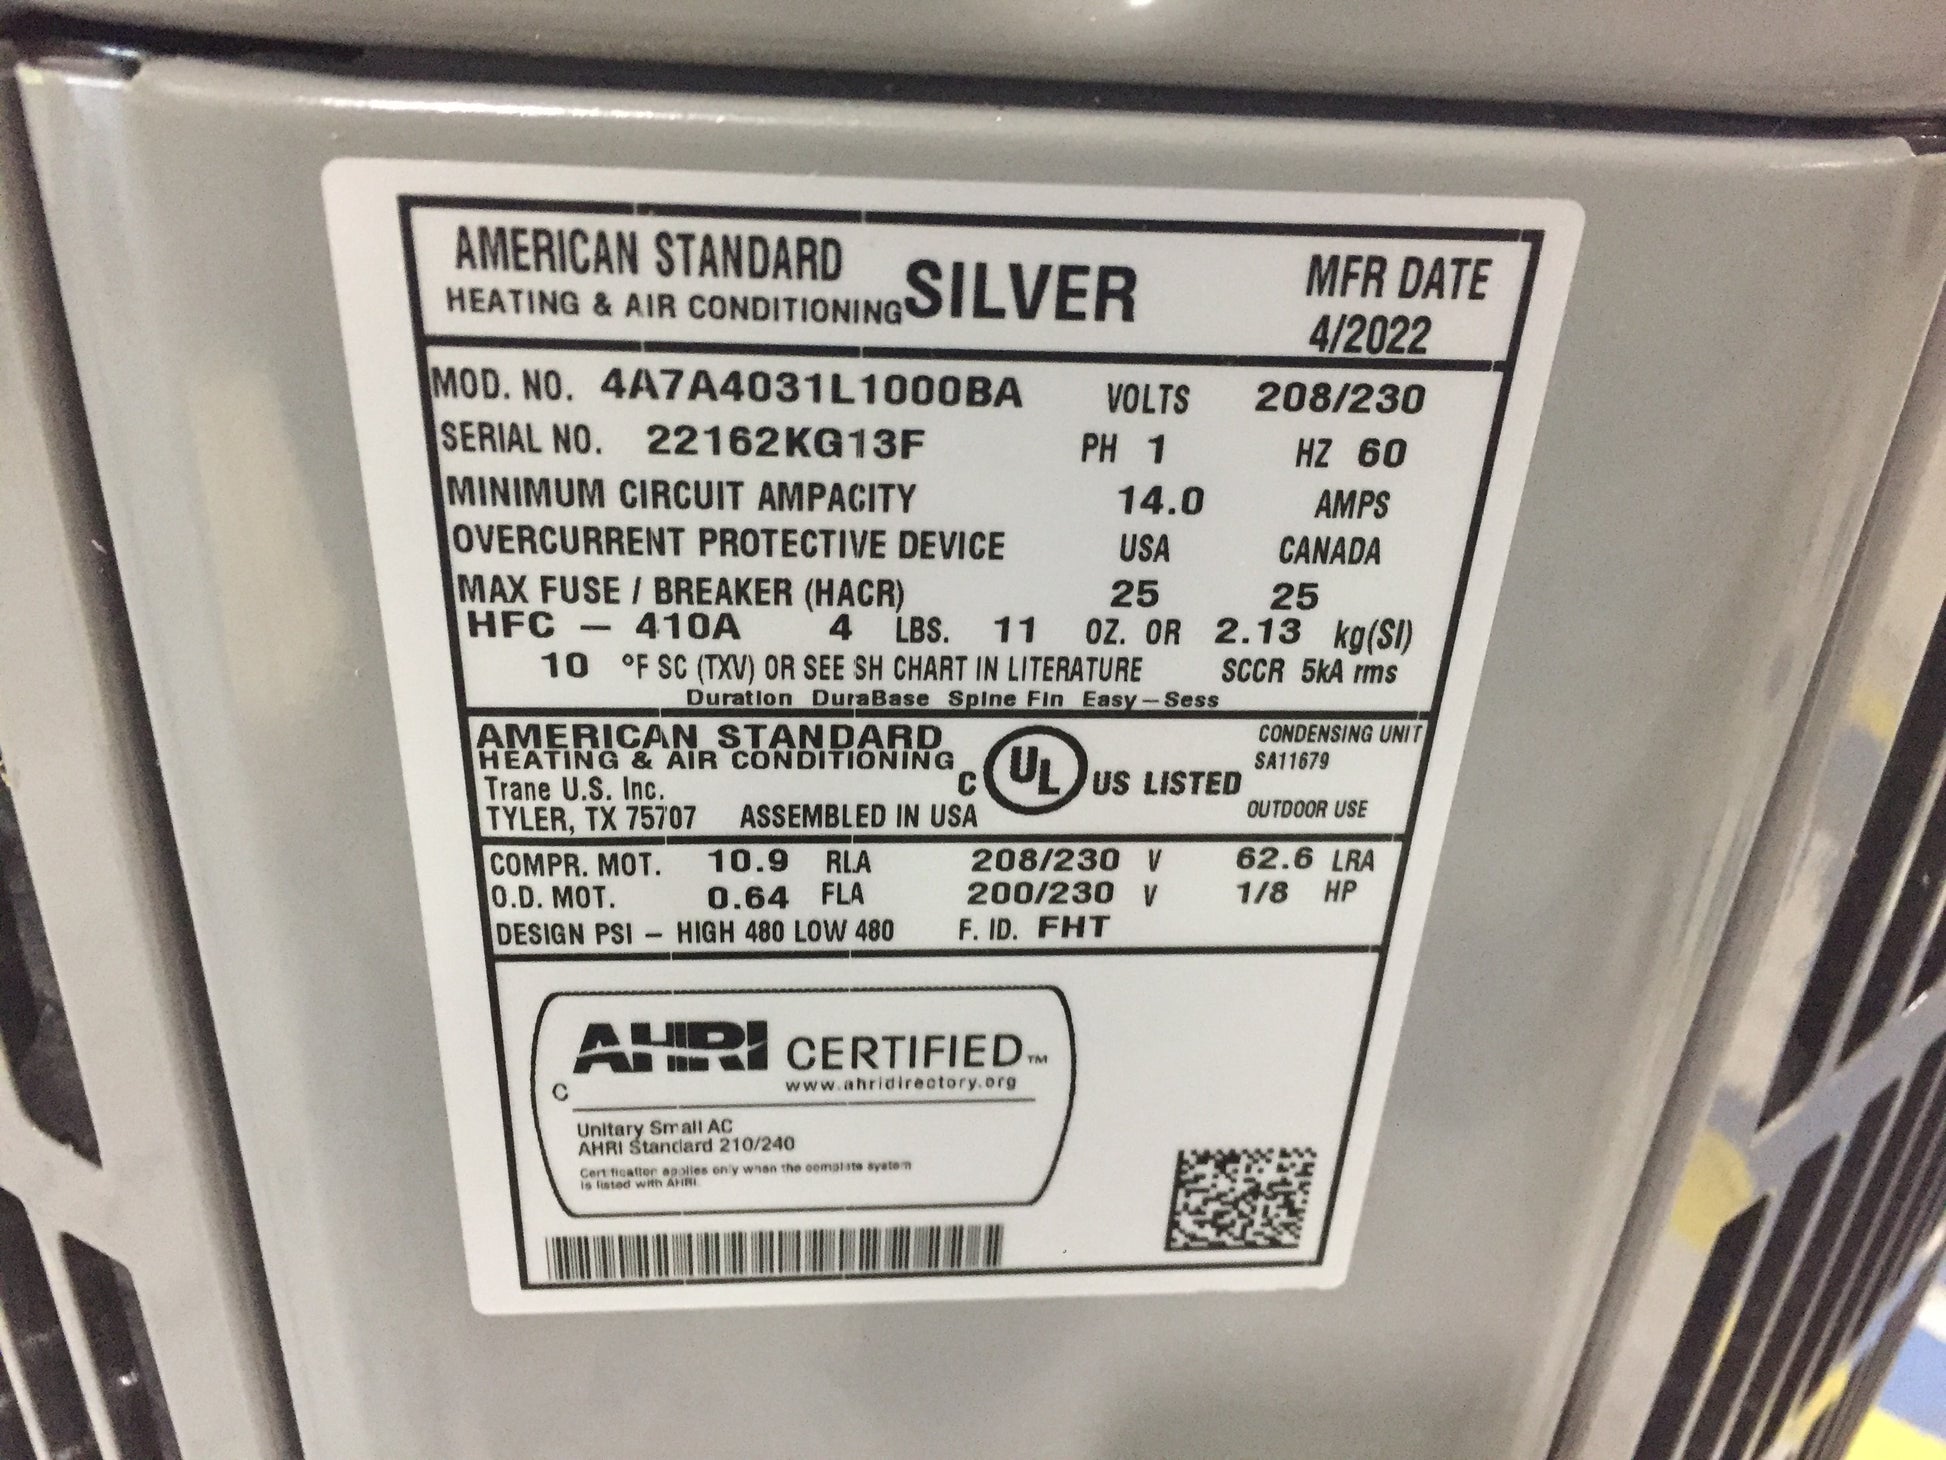 AMERICAN STANDARD
HEATING & AIR CONDITIONING SILVER
MFR DATE
4/2022
MOD. NO. 4A7A4031L1000BA VOLTS 208/230
SERIAL NO. 22162KG13F PH 1 HZ 60
MINIMUM CIRCUIT AMPACITY 14.0 AMPS
OVERCURRENT PROTECTIVE DEVICE USA CANADA
MAX FUSE / BREAKER (HACR) 25 25
HFC – 410A 4 LBS. 11 OZ. OR 2.13 kg(SI)
10 °F SC (TXV) OR SEE SH CHART IN LITERATURE SCCR 5kA rms
Duration DuraBase Spine Fin Easy–Sess
AMERICAN STANDARD
HEATING & AIR CONDITIONING
Trane U.S. Inc.
TYLER, TX 75707 ASSEMBLED IN USA
C UL US LISTED
CONDENSING UNIT
SA11679
OUTDOOR USE
COMPR. MOT. 10.9 RLA 208/230 V 62.6 LRA
O.D. MOT. 0.64 FLA 200/230 V 1/8 HP
DESIGN PSI – HIGH 480 LOW 480 F. ID. FHT
C AHRI CERTIFIED™
www.ahridirectory.org
Unitary Small AC
AHRI Standard 210/240
Certification applies only when the complete system
is listed with AHRI.